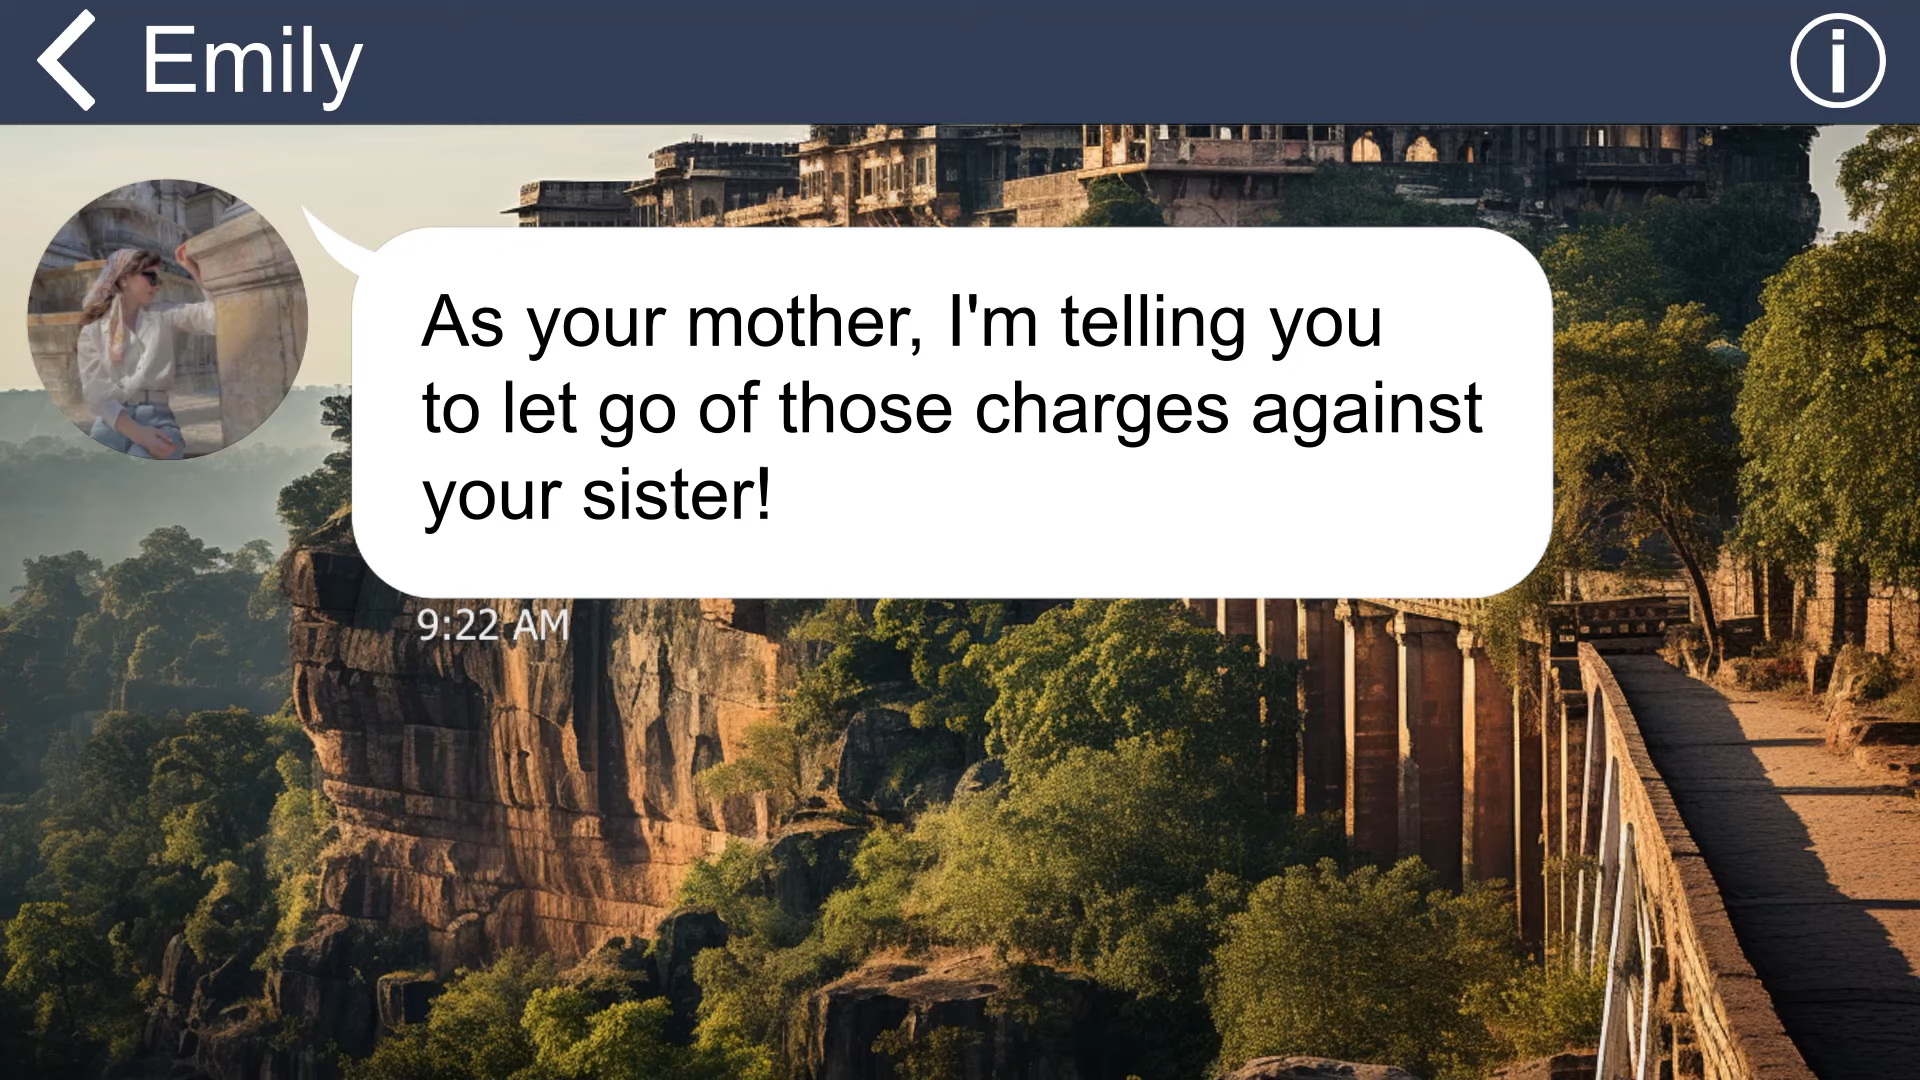 Emily
As your mother, I'm telling you
to let go of those charges against
your sister!
9:22 AM